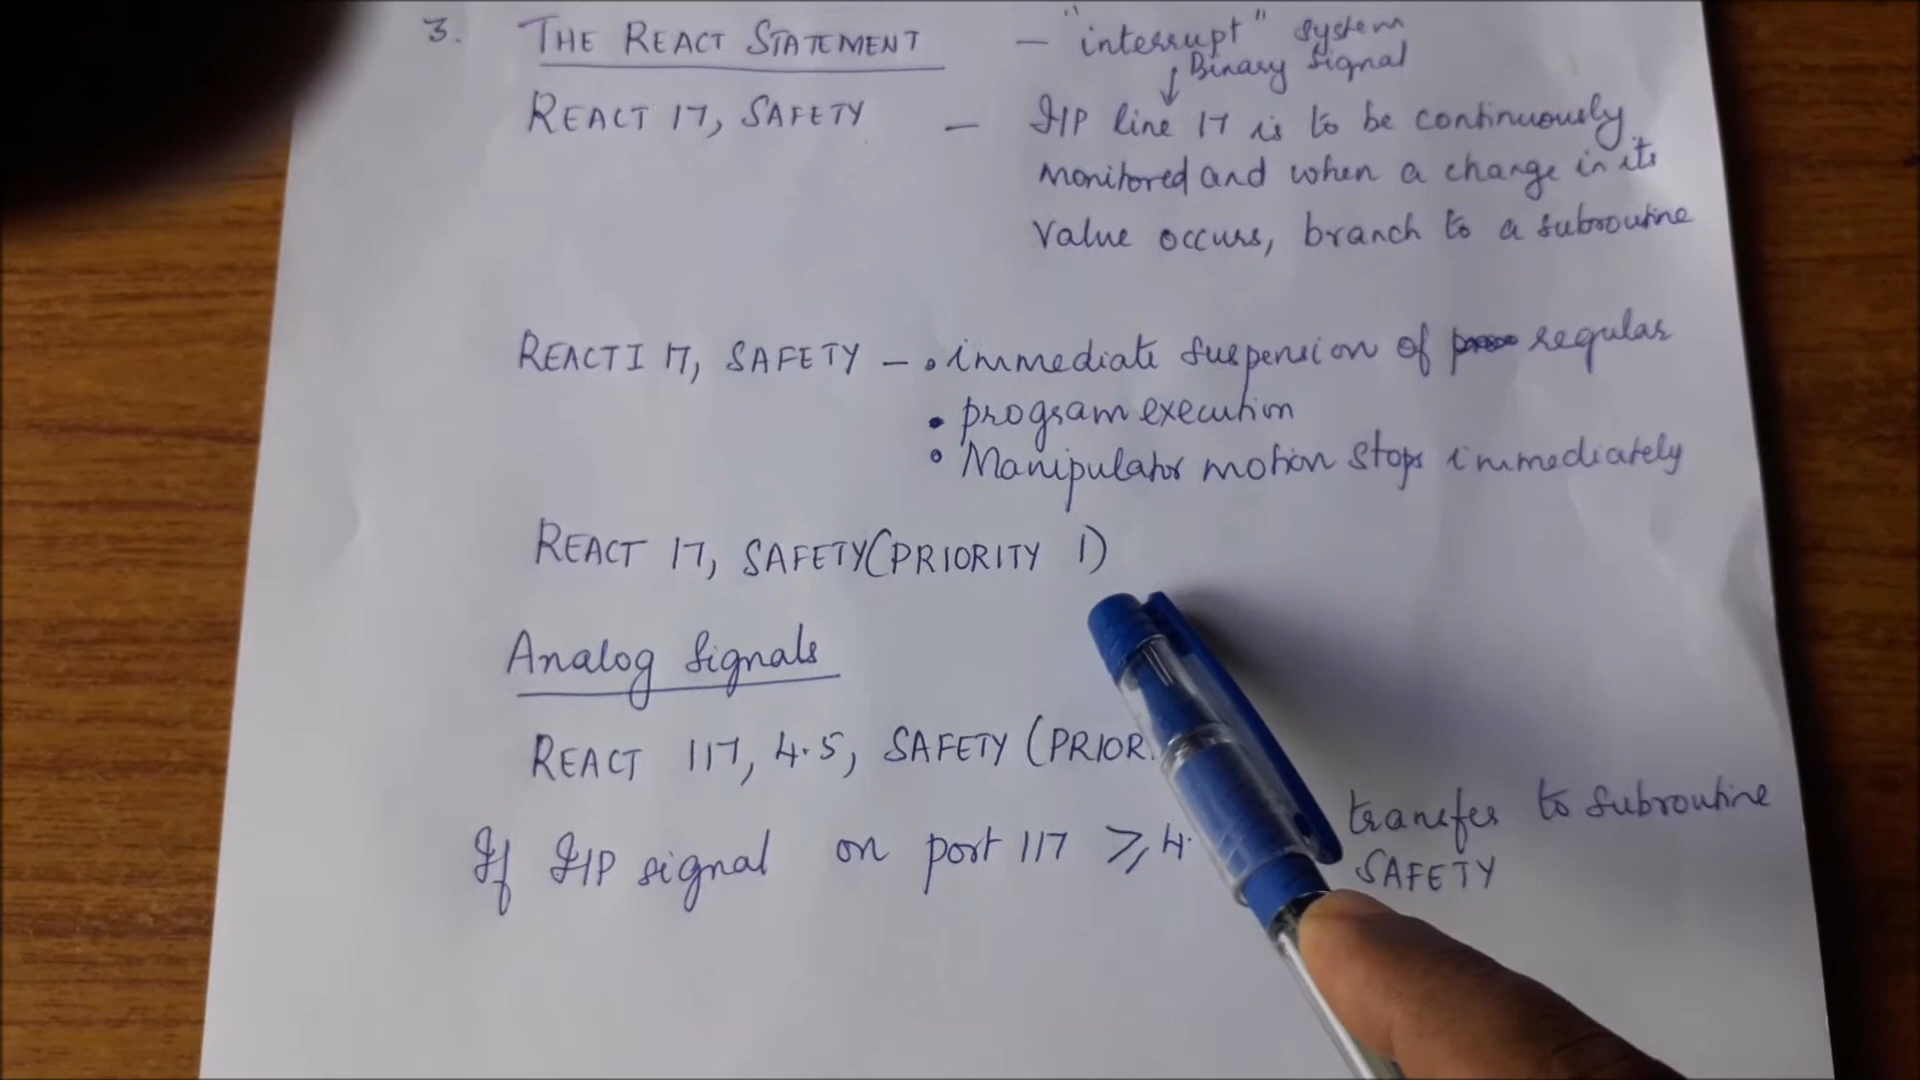 3. THE REACT STATEMENT – "interrupt" system
Binary Signal
REACT 17, SAFETY – I/P line 17 is to be continuously
monitored and when a change in its
value occurs, branch to a subroutine
REACTI 17, SAFETY – • immediate suspension of regular
• program execution
• Manipulator motion stops immediately
REACT 17, SAFETY(PRIORITY 1)
Analog Signals
REACT 117, 4.5, SAFETY (PRIOR
If I/P signal on port 117 ≥ 4. transfer to subroutine
SAFETY